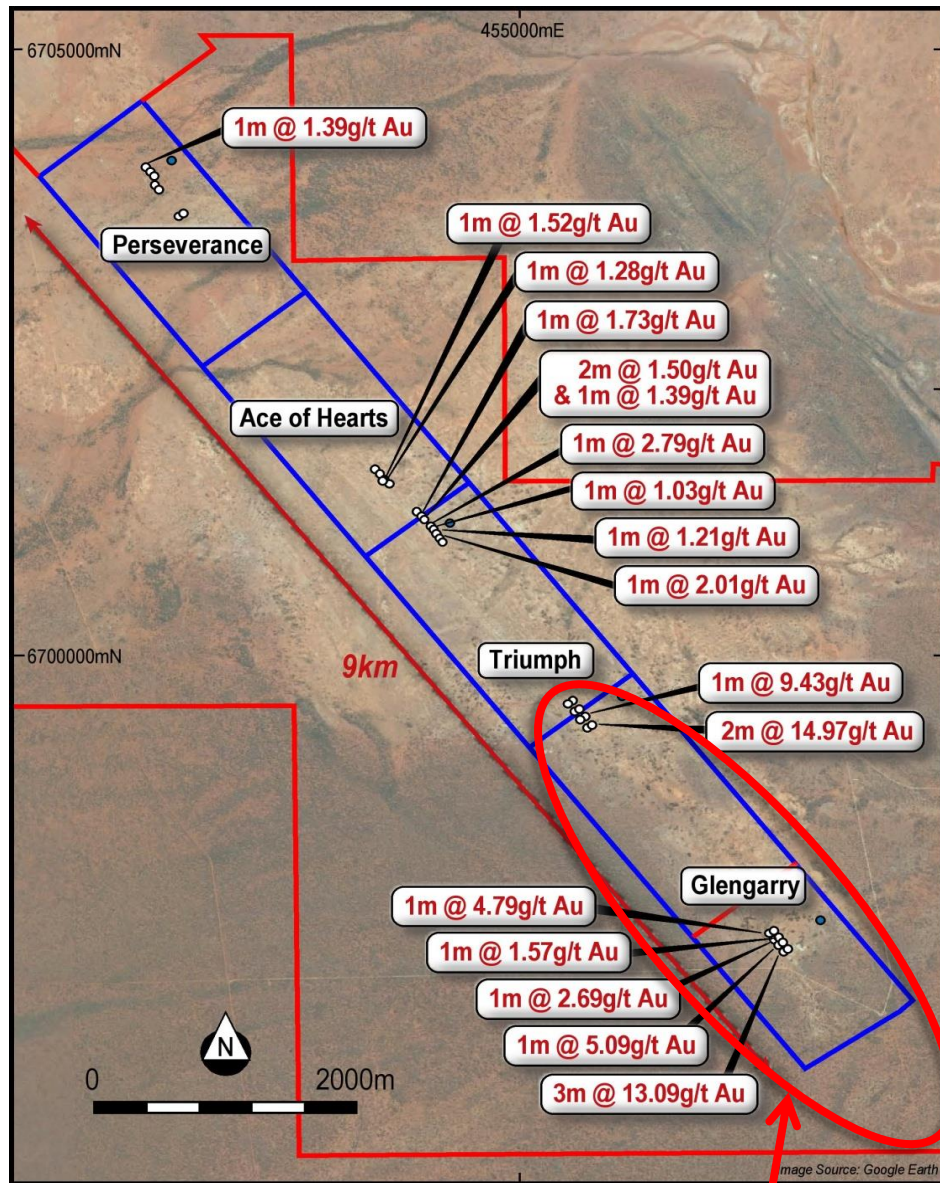 455000mE
6705000mN
1m @ 1.39g/t Au
1m @ 1.52g/t Au
Perseverance
1m @ 1.28g/t Au
1m @ 1.73g/t Au
2m @ 1.50g/t Au
& 1m @ 1.39g/t Au
Ace of Hearts
1m @ 2.79g/t Au
1m @ 1.03g/t Au
1m @ 1.21g/t Au
1m @ 2.01g/t Au
6700000mN
9km
Triumph
1m @ 9.43g/t Au
2m @ 14.97g/t Au
Glengarry
1m @ 4.79g/t Au
1m @ 1.57g/t Au
1m @ 2.69g/t Au
1m @ 5.09g/t Au
3m @ 13.09g/t Au
N
0 2000m
mage Source: Google Earth